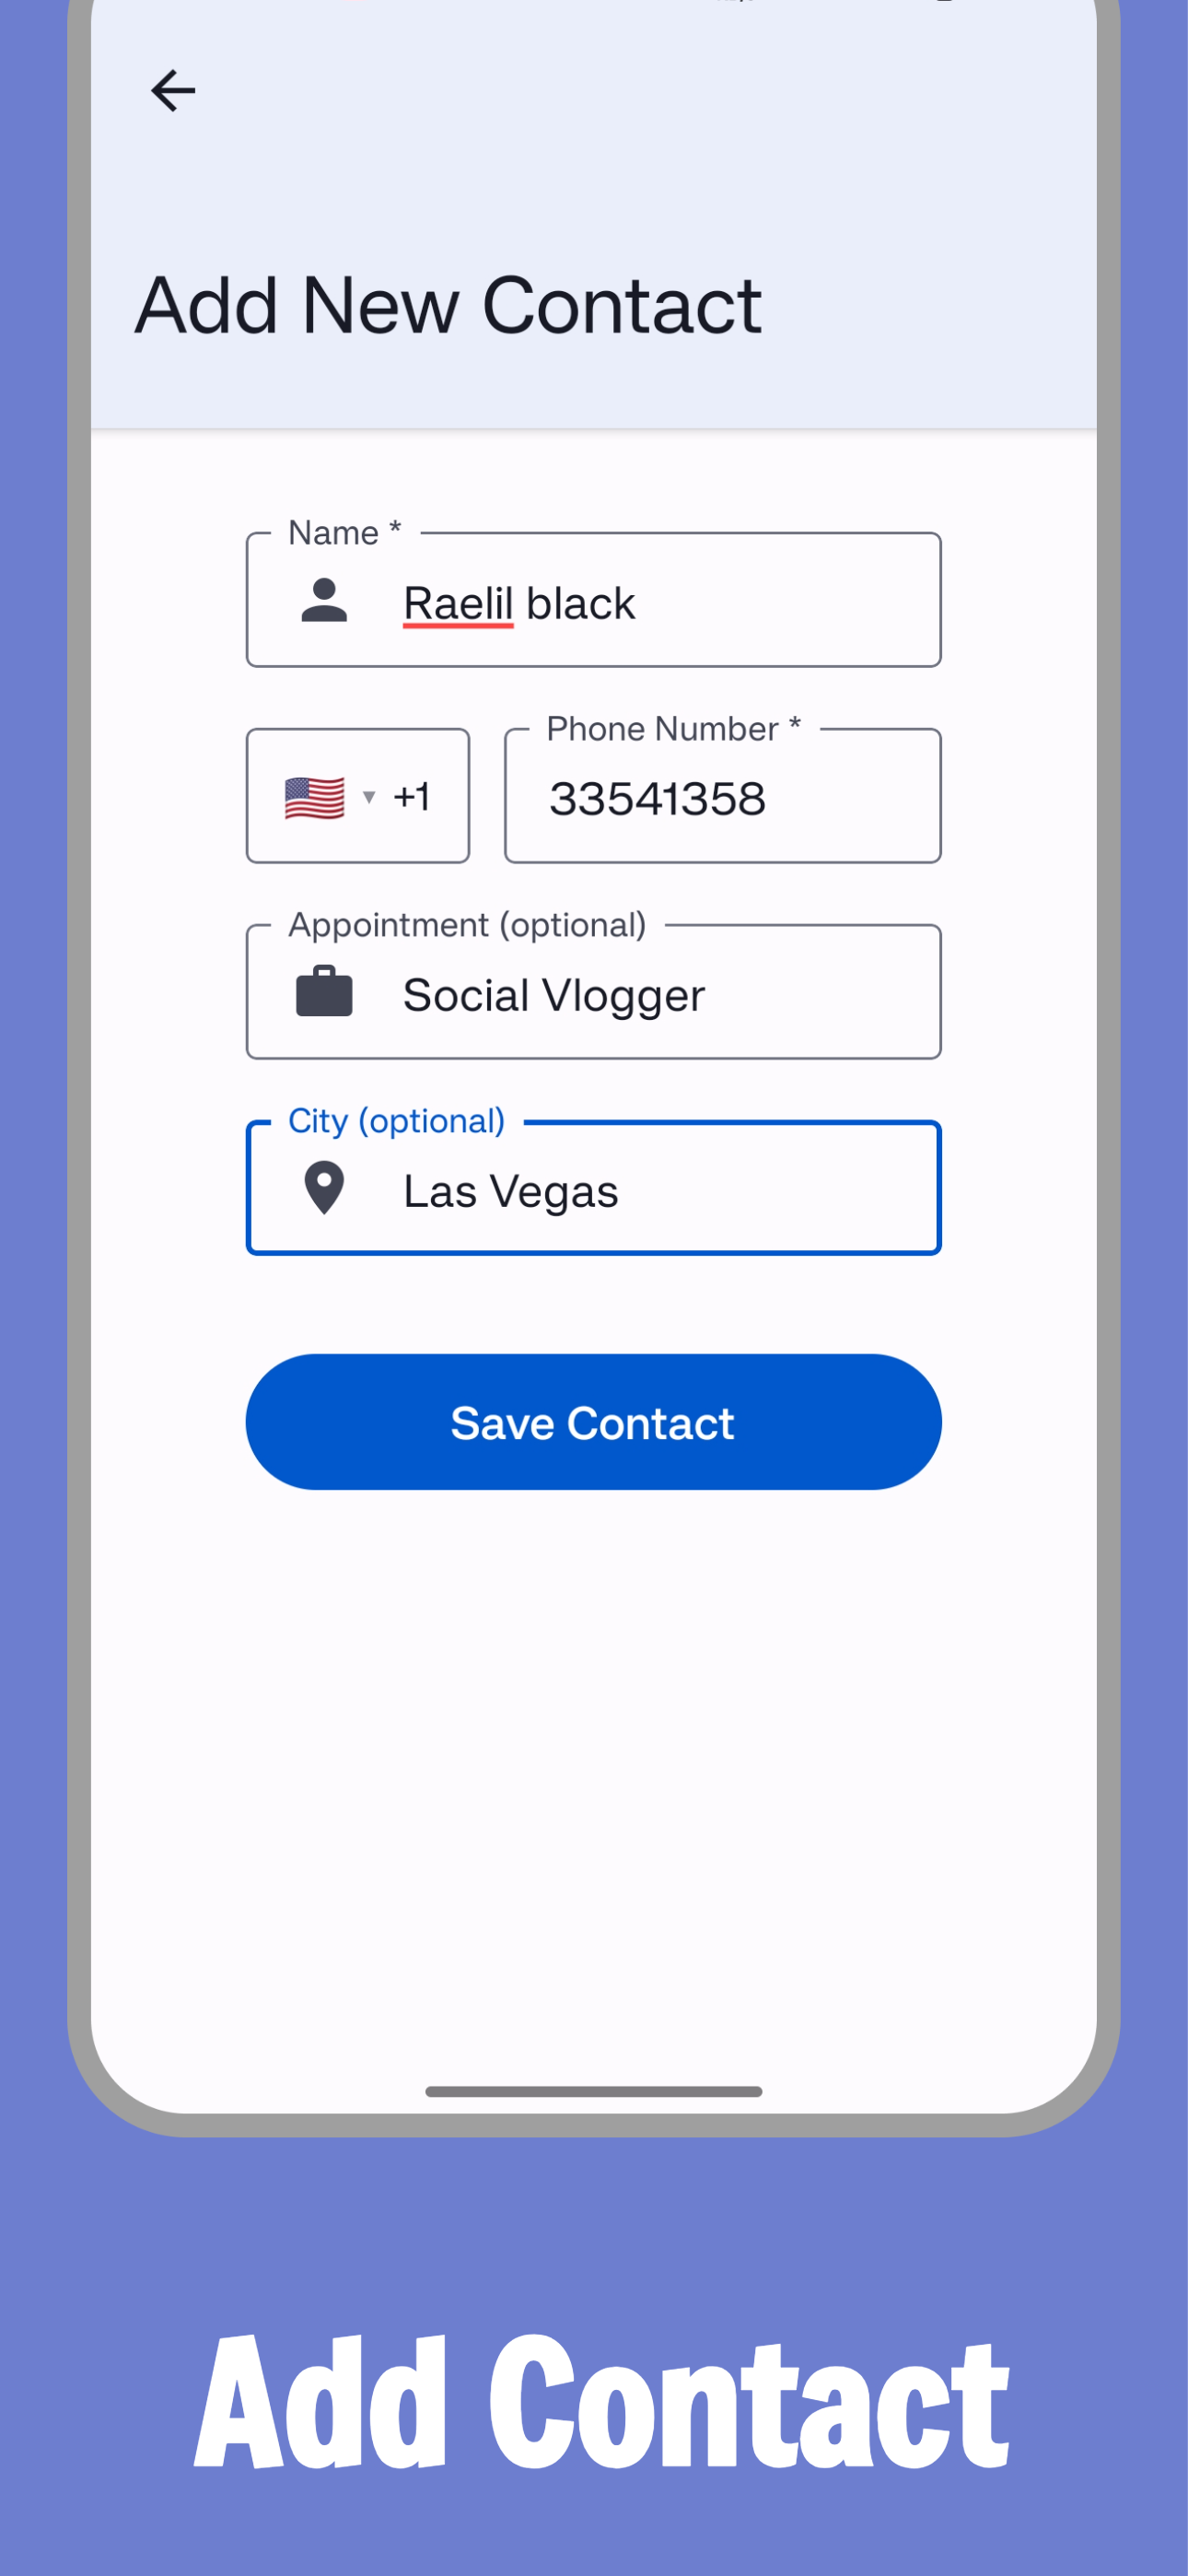 Add New Contact
Name *
Raelil black
Phone Number *
+1
33541358
Appointment (optional)
Social Vlogger
City (optional)
Las Vegas
Save Contact
Add Contact